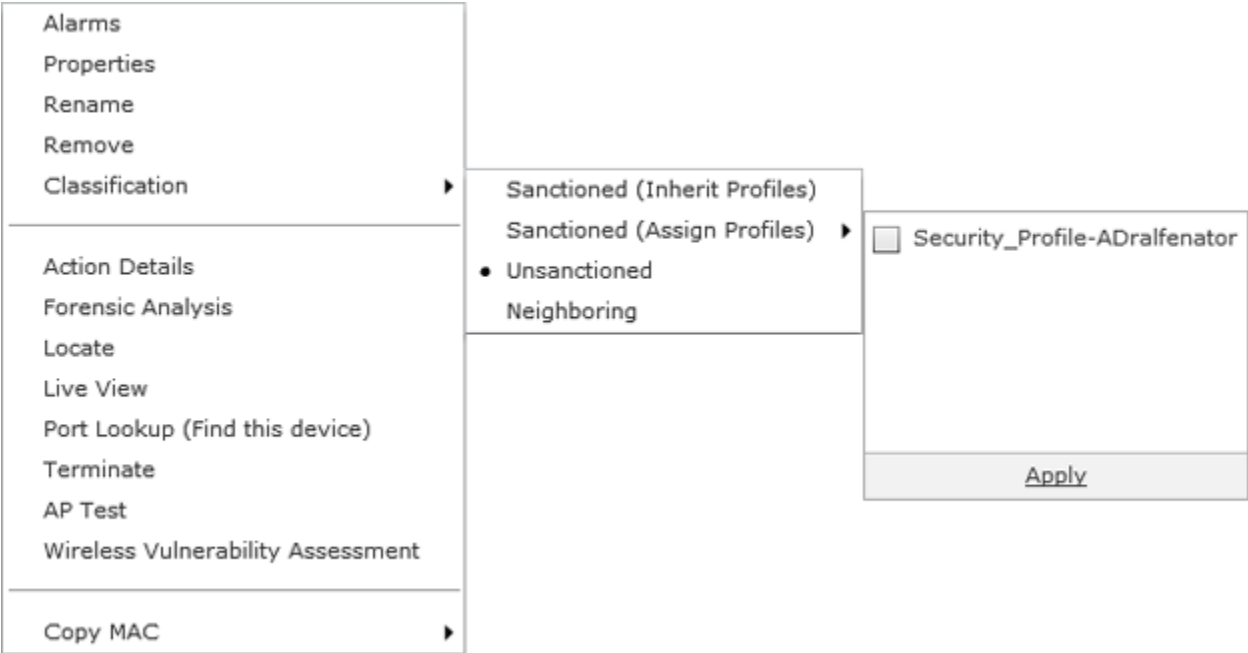 Alarms
Properties
Rename
Remove
Classification
Action Details
Forensic Analysis
Locate
Live View
Port Lookup (Find this device)
Terminate
AP Test
Wireless Vulnerability Assessment
Copy MAC
Sanctioned (Inherit Profiles)
Sanctioned (Assign Profiles)
Unsanctioned
Neighboring
Security_Profile-ADralfenator
Apply